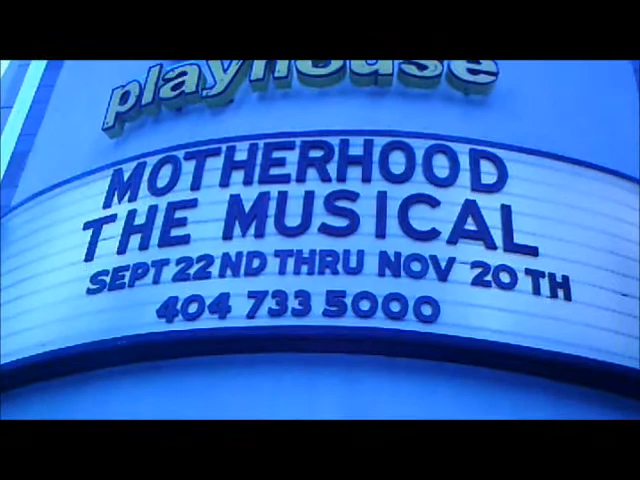 playhouse
MOTHERHOOD
THE MUSICAL
SEPT 22ND THRU NOV 20TH
404 733 5000